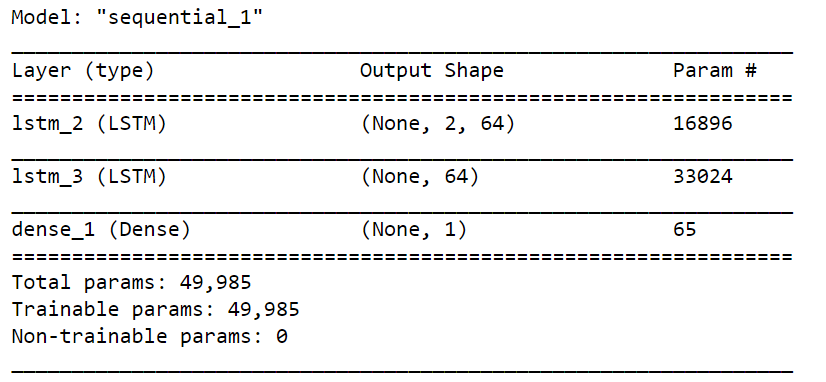 Model: "sequential_1"
_________________________________________________________________
Layer (type)                 Output Shape              Param #
=================================================================
lstm_2 (LSTM)                (None, 2, 64)             16896
_________________________________________________________________
lstm_3 (LSTM)                (None, 64)                33024
_________________________________________________________________
dense_1 (Dense)              (None, 1)                 65
=================================================================
Total params: 49,985
Trainable params: 49,985
Non-trainable params: 0
_________________________________________________________________